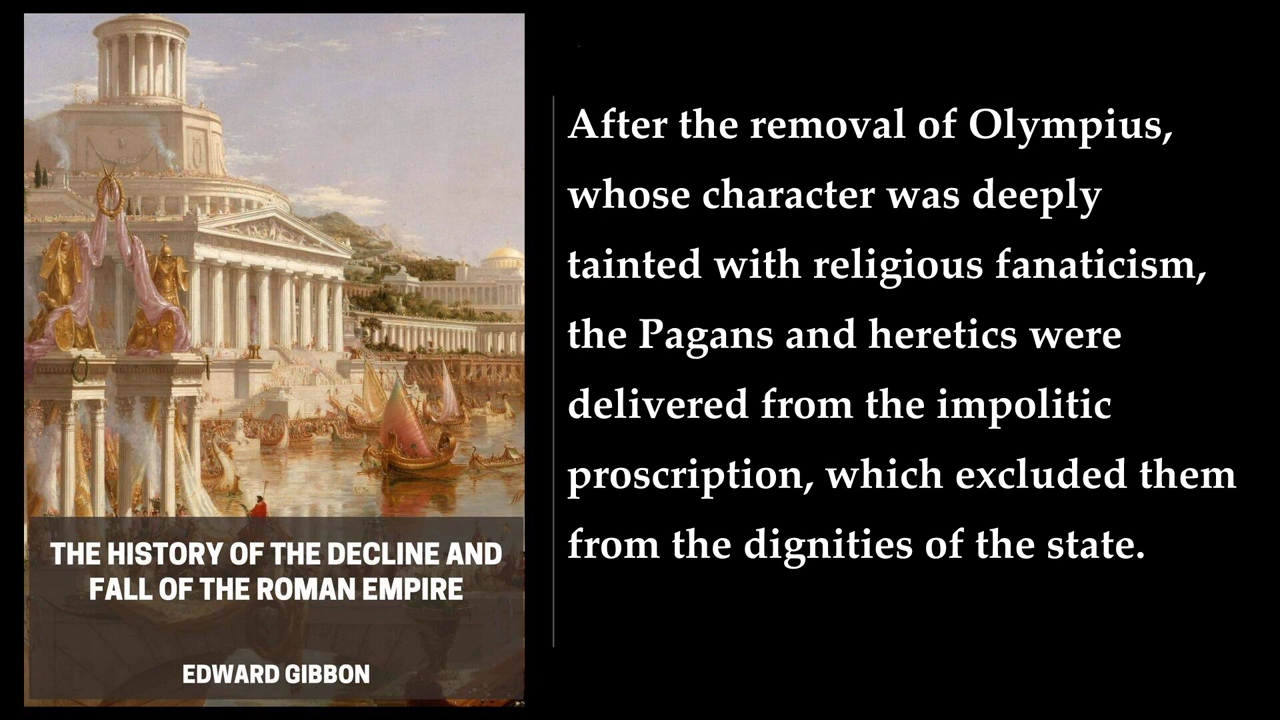 THE HISTORY OF THE DECLINE AND
FALL OF THE ROMAN EMPIRE
EDWARD GIBBON
After the removal of Olympius,
whose character was deeply
tainted with religious fanaticism,
the Pagans and heretics were
delivered from the impolitic
proscription, which excluded them
from the dignities of the state.